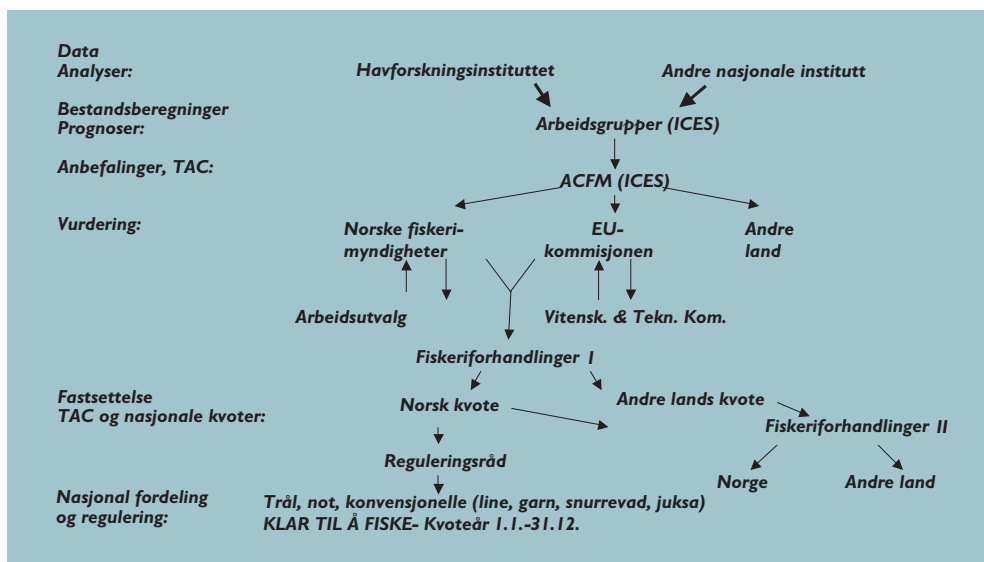 Data
Analyser:
Havforskningsinstituttet
Andre nasjonale institutt
Bestandsberegninger
Prognoser:
Arbeidsgrupper (ICES)
Anbefalinger, TAC:
ACFM (ICES)
Vurdering:
Norske fiskeri-
myndigheter
EU-
kommisjonen
Andre
land
Arbeidsutvalg
Vitensk. & Tekn. Kom.
Fiskeriforhandlinger I
Fastsettelse
TAC og nasjonale kvoter:
Norsk kvote
Andre lands kvote
Fiskeriforhandlinger II
Reguleringsråd
Norge
Andre land
Nasjonal fordeling
og regulering:
Trål, not, konvensjonelle (line, garn, snurrevad, juksa)
KLAR TIL Å FISKE- Kvoteår 1.1.-31.12.